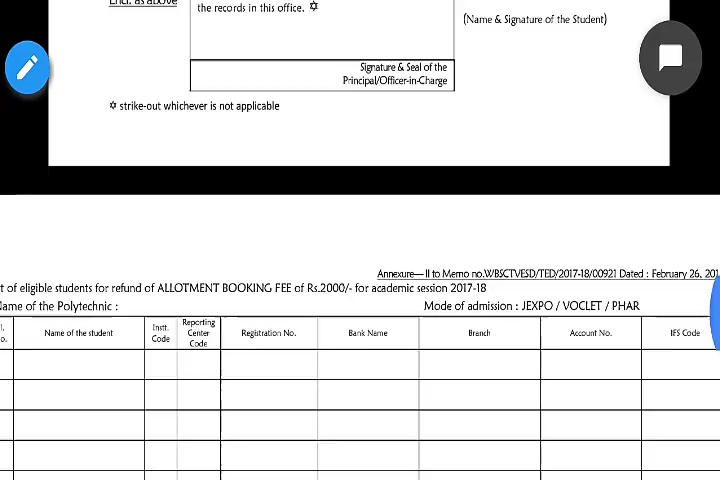 Encl. as above
the records in this office. ✡
(Name & Signature of the Student)
Signature & Seal of the
Principal/Officer-in-Charge
✡ strike-out whichever is not applicable
Annexure— II to Memo no.WBSCTVESD/TED/2017-18/00921 Dated : February 26, 201
t of eligible students for refund of ALLOTMENT BOOKING FEE of Rs.2000/- for academic session 2017-18
Name of the Polytechnic :
Mode of admission : JEXPO / VOCLET / PHAR
Name of the student
Instt.
Code
Reporting
Center
Code
Registration No.
Bank Name
Branch
Account No.
IFS Code